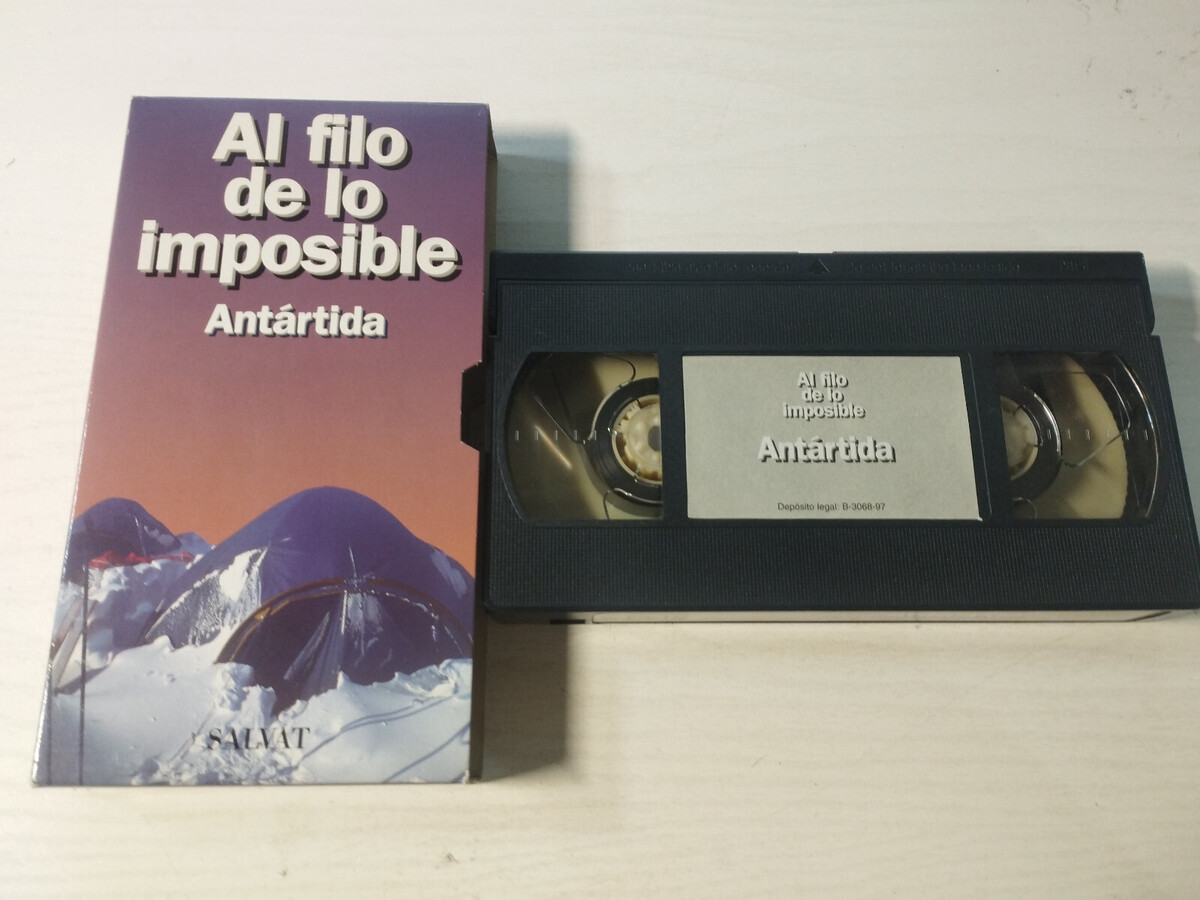 Al filo
de lo
imposible
Antártida
SALVAT
Al filo
de lo
imposible
Antártida
Depósito legal: B-3068-97